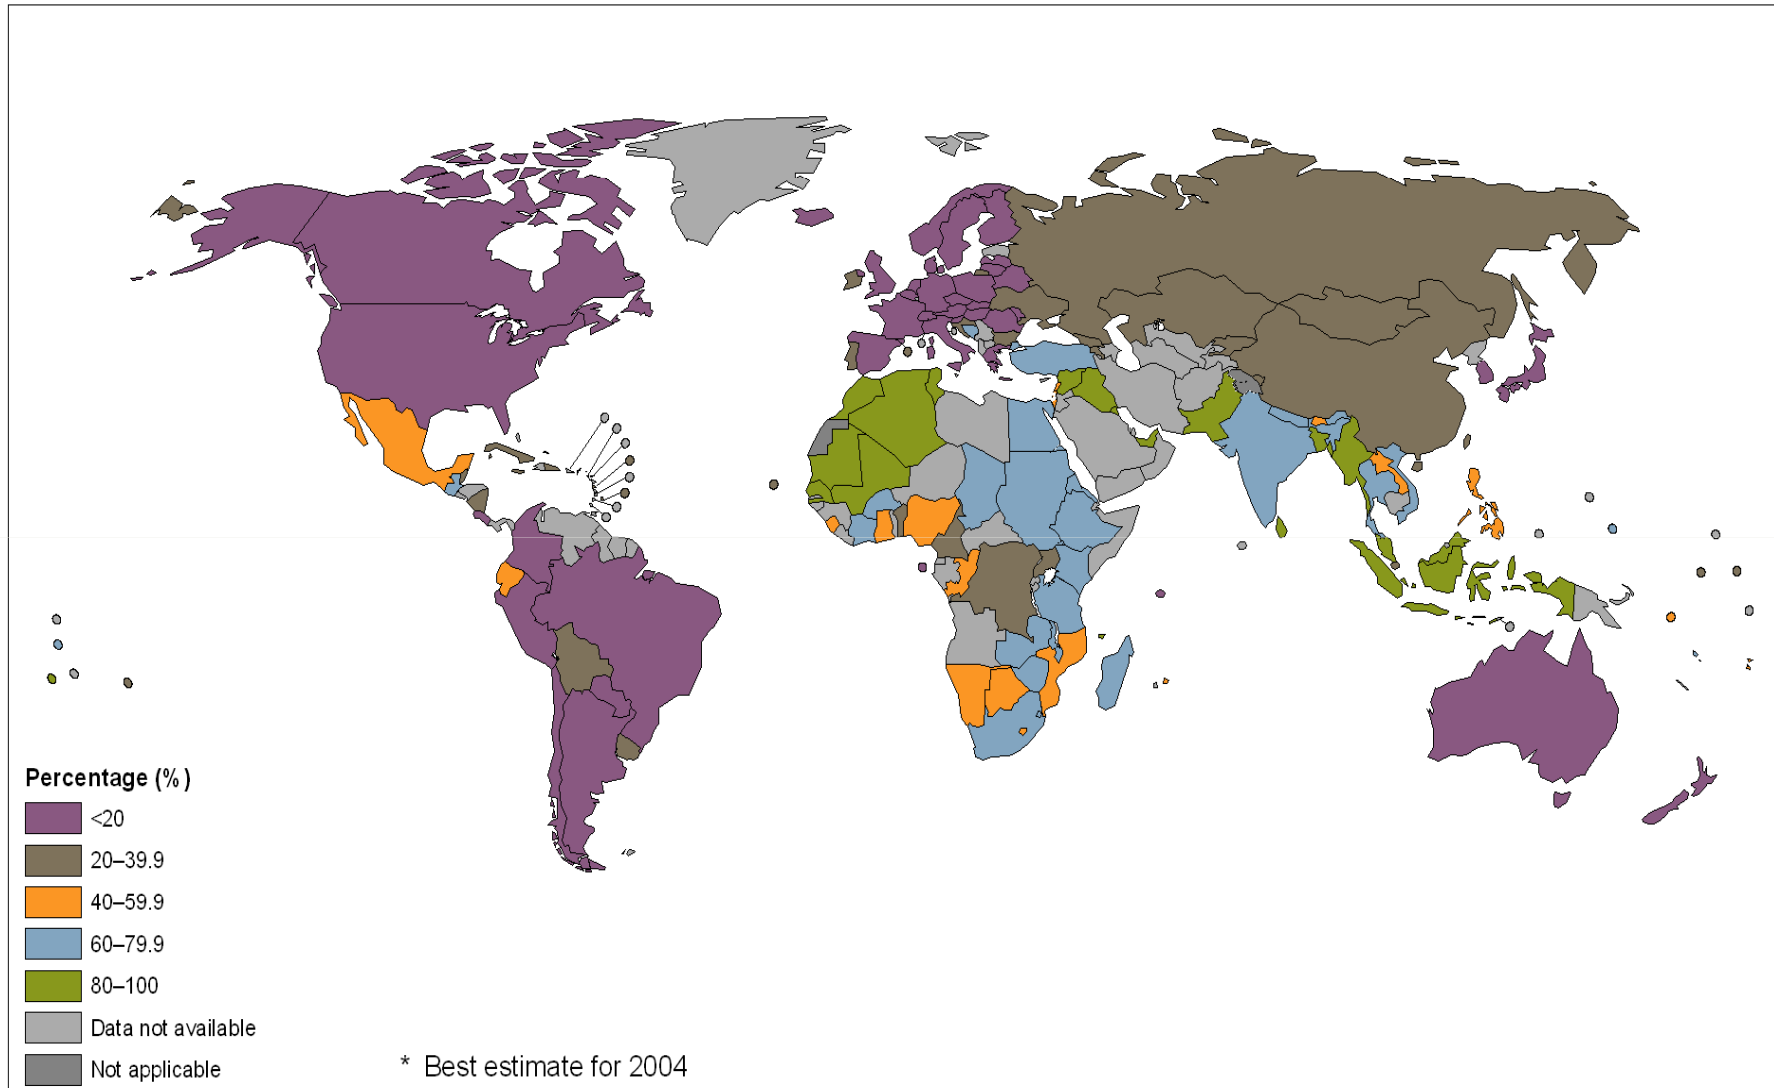 Percentage (%)
<20
20–39.9
40–59.9
60–79.9
80–100
Data not available
Not applicable
* Best estimate for 2004